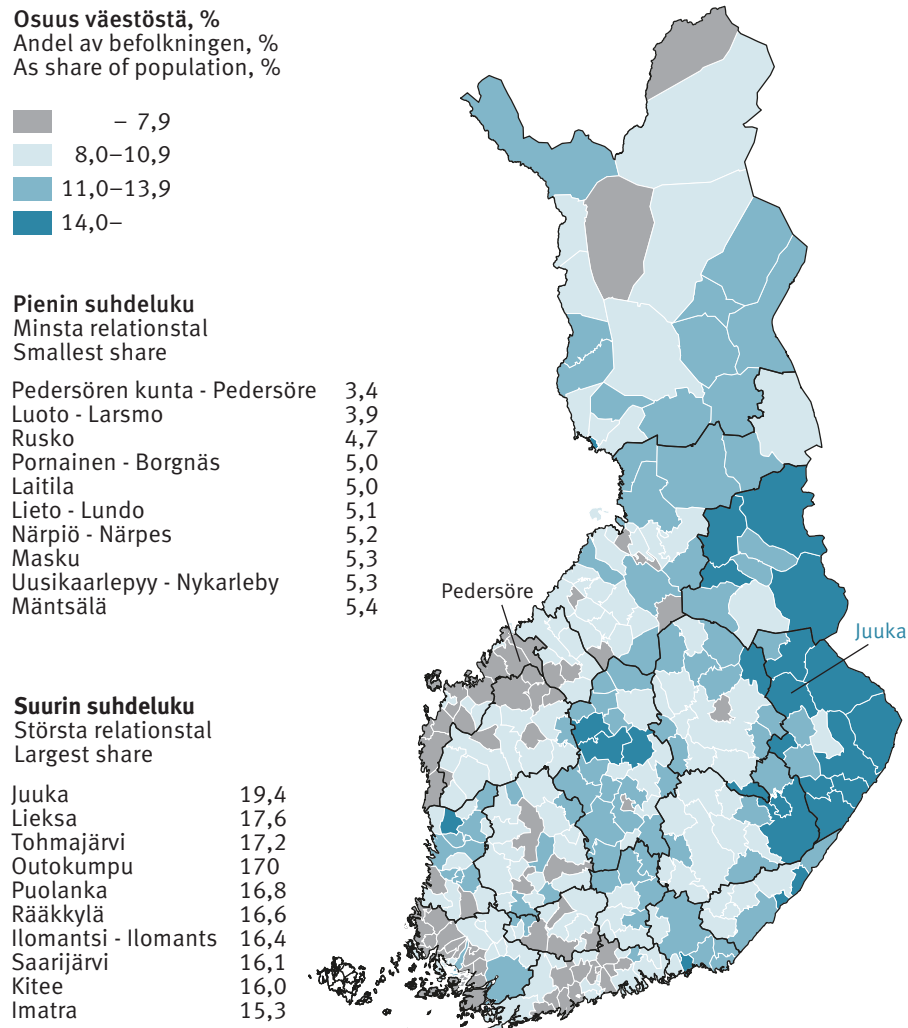 Osuus väestöstä, %
Andel av befolkningen, %
As share of population, %
– 7,9
8,0–10,9
11,0–13,9
14,0–
Pienin suhdeluku
Minsta relationstal
Smallest share
Pedersören kunta - Pedersöre 3,4
Luoto - Larsmo 3,9
Rusko 4,7
Pornainen - Borgnäs 5,0
Laitila 5,0
Lieto - Lundo 5,1
Närpiö - Närpes 5,2
Masku 5,3
Uusikaarlepyy - Nykarleby 5,3
Mäntsälä 5,4
Suurin suhdeluku
Största relationstal
Largest share
Juuka 19,4
Lieksa 17,6
Tohmajärvi 17,2
Outokumpu 170
Puolanka 16,8
Rääkkylä 16,6
Ilomantsi - Ilomants 16,4
Saarijärvi 16,1
Kitee 16,0
Imatra 15,3
Pedersöre
Juuka